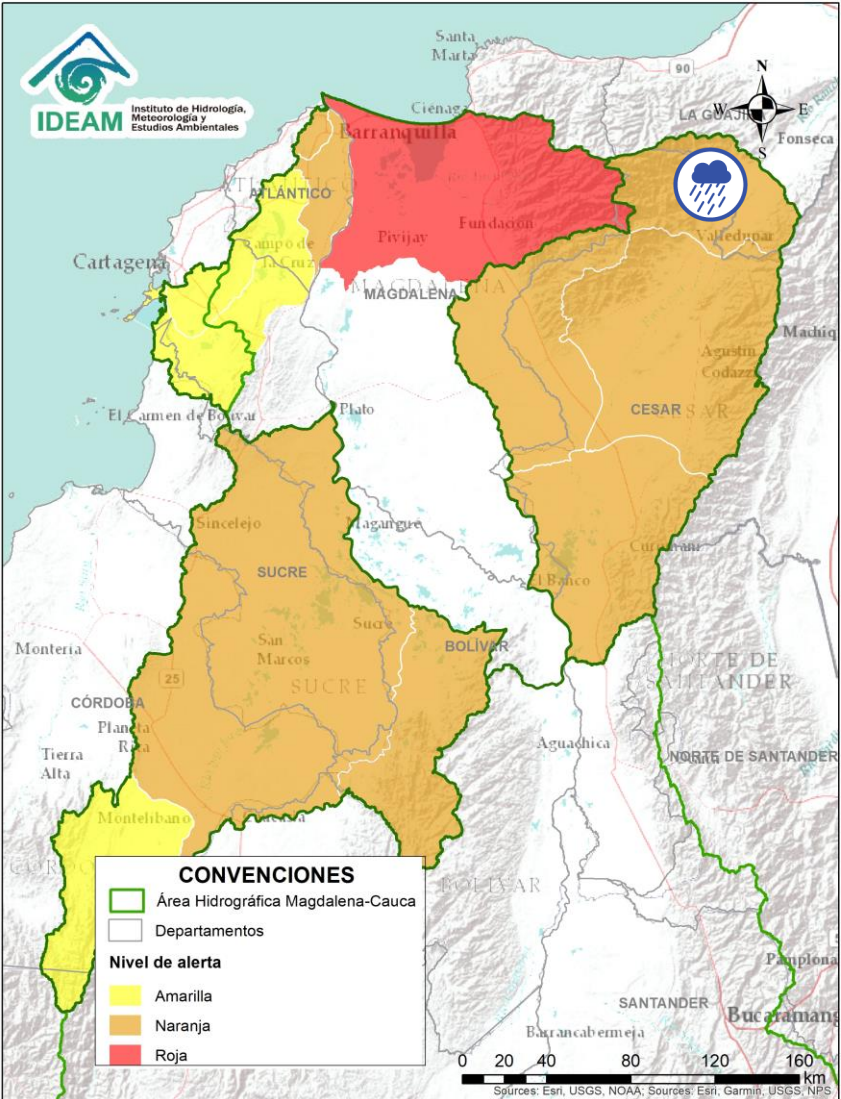 IDEAM
Instituto de Hidrología,
Meteorología y
Estudios Ambientales
Santa
Marta
90
N
W
E
S
Ciénaga
Fonseca
Barranquilla
ATLÁNTICO
Cartagena
Campo de
la Cruz
Pivijay
Fundación
Valledupar
MAGDALENA
Agustín
Codazzi
CESAR
CESAR
El Carmen de Bolívar
Plato
Sincelejo
Magangué
SUCRE
El Banco
San
Marcos
Sucre
BOLÍVAR
SUCRE
Montería
25
CÓRDOBA
Planeta
Rica
Tierra
Alta
NORTE DE
SANTANDER
Aguachica
NORTE DE SANTANDER
Montelíbano
BOLÍVAR
CONVENCIONES
Área Hidrográfica Magdalena-Cauca
Departamentos
Nivel de alerta
Amarilla
Naranja
Roja
Pamplona
SANTANDER
Bucaramang
Barrancabermeja
0 20 40 80 120 160
km
Sources: Esri, USGS, NOAA; Sources: Esri, Garmin, USGS, NPS